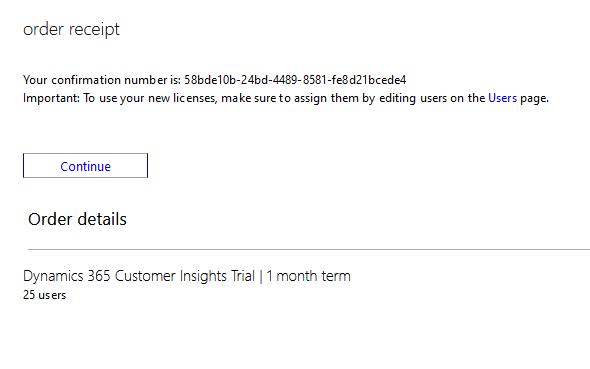 order receipt
Your confirmation number is: 58bde10b-24bd-4489-8581-fe8d21bcede4
Important: To use your new licenses, make sure to assign them by editing users on the Users page.
Continue
Order details
Dynamics 365 Customer Insights Trial | 1 month term
25 users